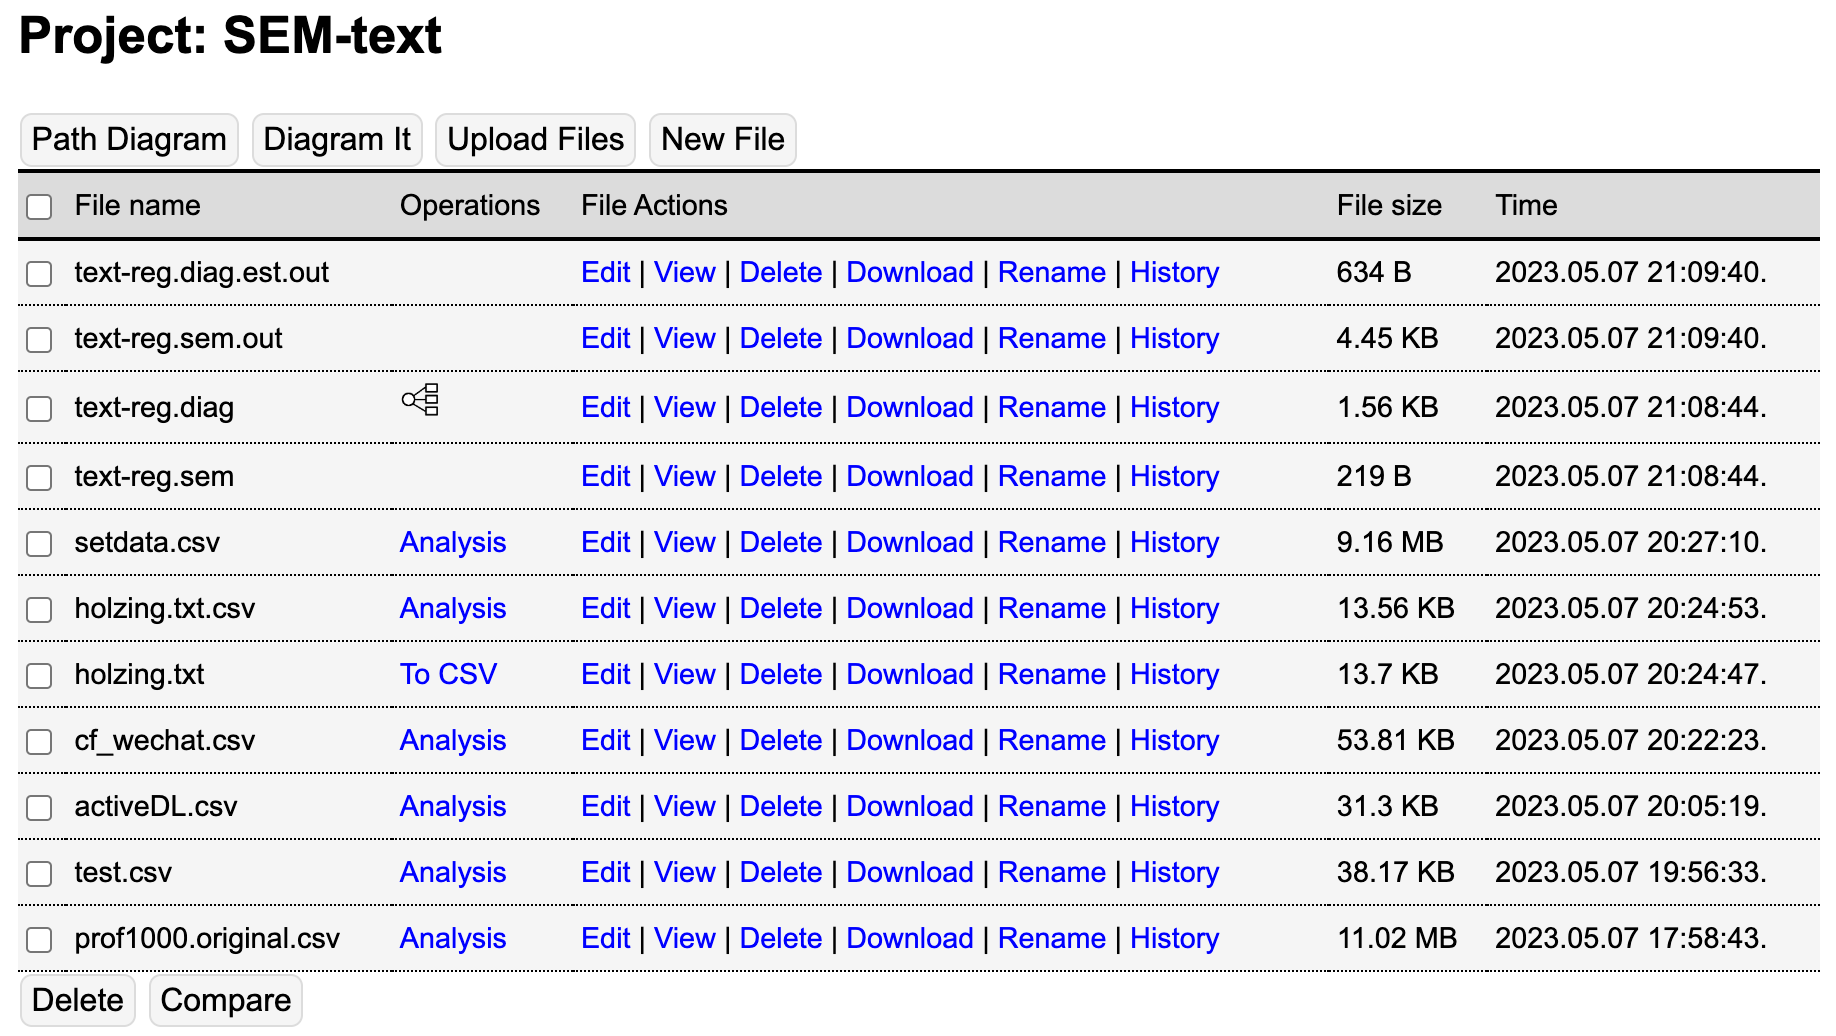 Project: SEM-text
Path Diagram Diagram It Upload Files New File
File name Operations File Actions File size Time
text-reg.diag.est.out Edit | View | Delete | Download | Rename | History 634 B 2023.05.07 21:09:40.
text-reg.sem.out Edit | View | Delete | Download | Rename | History 4.45 KB 2023.05.07 21:09:40.
text-reg.diag Edit | View | Delete | Download | Rename | History 1.56 KB 2023.05.07 21:08:44.
text-reg.sem Edit | View | Delete | Download | Rename | History 219 B 2023.05.07 21:08:44.
setdata.csv Analysis Edit | View | Delete | Download | Rename | History 9.16 MB 2023.05.07 20:27:10.
holzing.txt.csv Analysis Edit | View | Delete | Download | Rename | History 13.56 KB 2023.05.07 20:24:53.
holzing.txt To CSV Edit | View | Delete | Download | Rename | History 13.7 KB 2023.05.07 20:24:47.
cf_wechat.csv Analysis Edit | View | Delete | Download | Rename | History 53.81 KB 2023.05.07 20:22:23.
activeDL.csv Analysis Edit | View | Delete | Download | Rename | History 31.3 KB 2023.05.07 20:05:19.
test.csv Analysis Edit | View | Delete | Download | Rename | History 38.17 KB 2023.05.07 19:56:33.
prof1000.original.csv Analysis Edit | View | Delete | Download | Rename | History 11.02 MB 2023.05.07 17:58:43.
Delete Compare